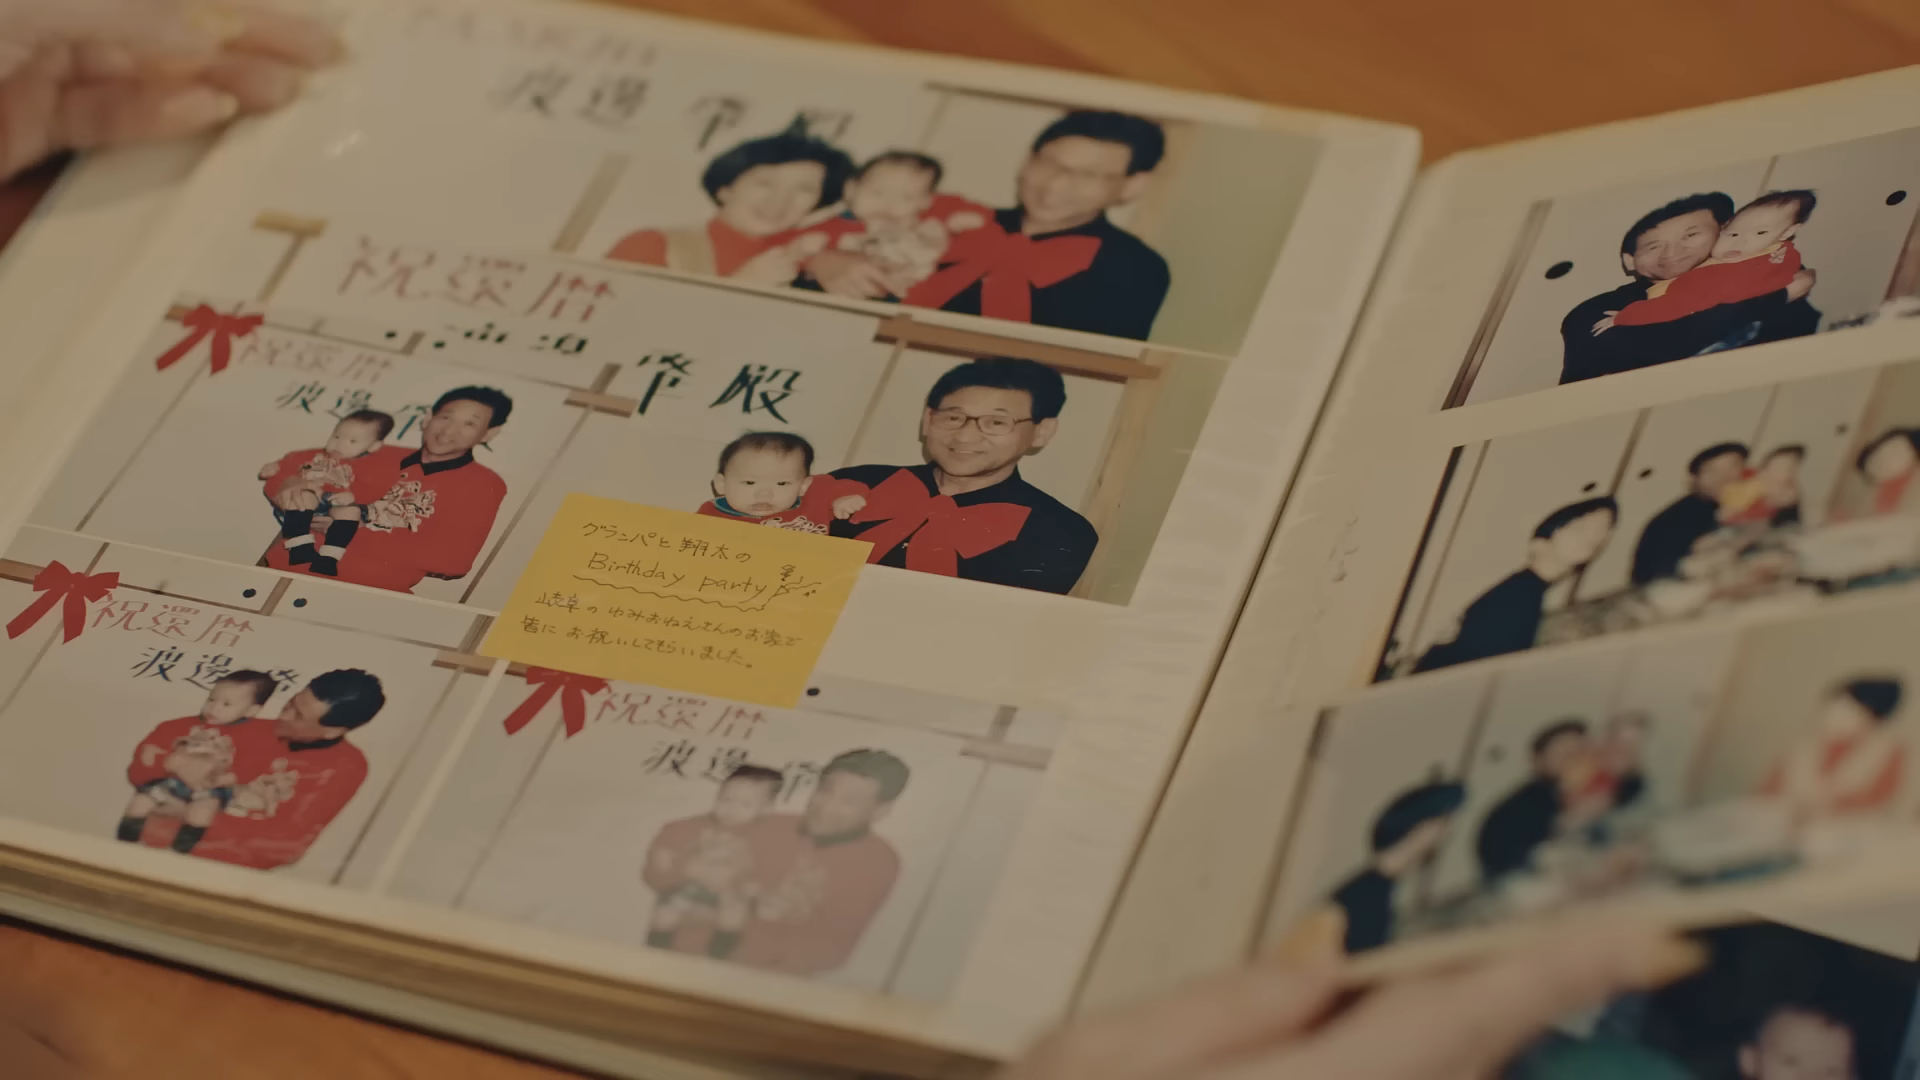 渡邊 肇 殿
祝還暦
肇 殿
祝還暦
渡邊
グランパと翔太の
Birthday party
岐阜のゆみおねえさんのお家で
皆にお祝いしてもらいました。
祝還暦
渡邊
祝還暦
渡邊